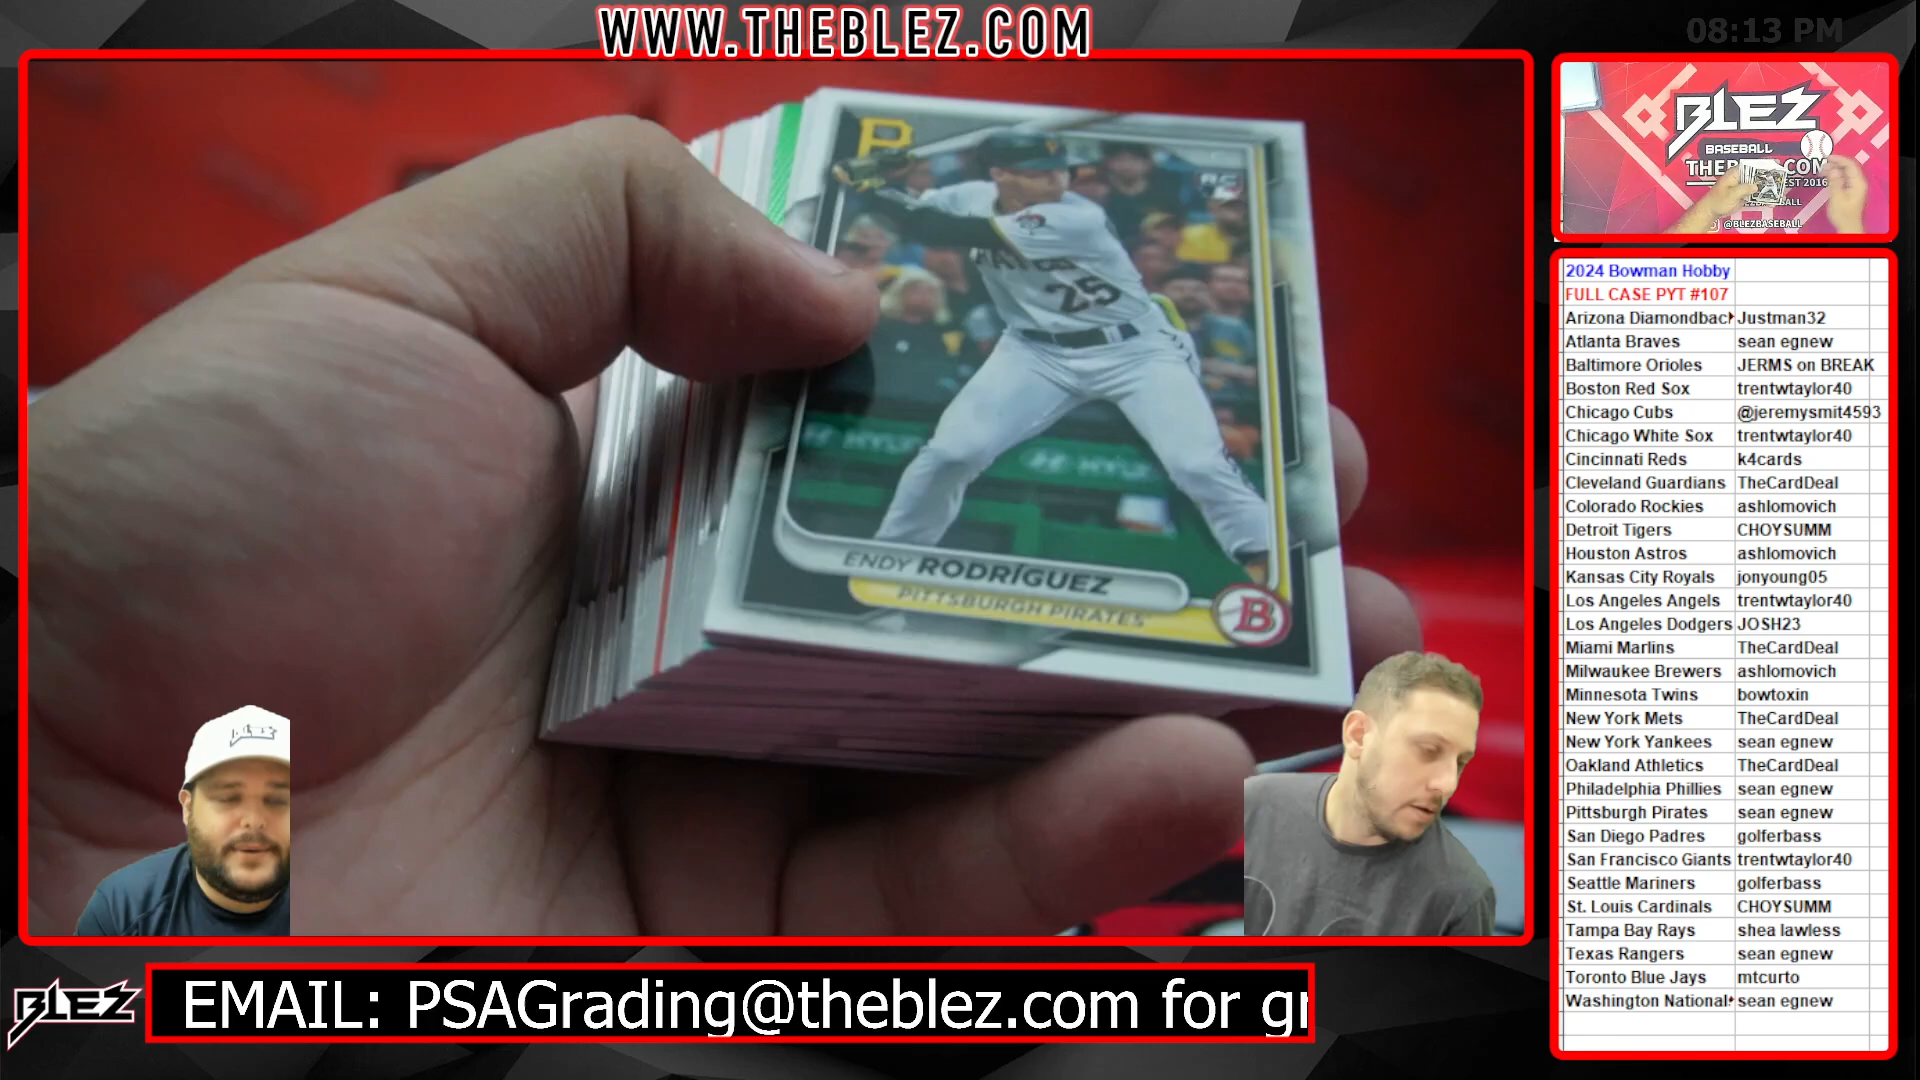 WWW.THEBLEZ.COM
08:13 PM
P
RC
25
ENDY RODRÍGUEZ
PITTSBURGH PIRATES
B
BLEZ
BASEBALL
EST 2016
@BLEZBASEBALL
2024 Bowman Hobby
FULL CASE PYT #107
Arizona Diamondbac Justman32
Atlanta Braves sean egnew
Baltimore Orioles JERMS on BREAK
Boston Red Sox trentwtaylor40
Chicago Cubs @jeremysmit4593
Chicago White Sox trentwtaylor40
Cincinnati Reds k4cards
Cleveland Guardians TheCardDeal
Colorado Rockies ashlomovich
Detroit Tigers CHOYSUMM
Houston Astros ashlomovich
Kansas City Royals jonyoung05
Los Angeles Angels trentwtaylor40
Los Angeles Dodgers JOSH23
Miami Marlins TheCardDeal
Milwaukee Brewers ashlomovich
Minnesota Twins bowtoxin
New York Mets TheCardDeal
New York Yankees sean egnew
Oakland Athletics TheCardDeal
Philadelphia Phillies sean egnew
Pittsburgh Pirates sean egnew
San Diego Padres golferbass
San Francisco Giants trentwtaylor40
Seattle Mariners golferbass
St. Louis Cardinals CHOYSUMM
Tampa Bay Rays shea lawless
Texas Rangers sean egnew
Toronto Blue Jays mtcurto
Washington National sean egnew
BLEZ
EMAIL: PSAGrading@theblez.com for gr